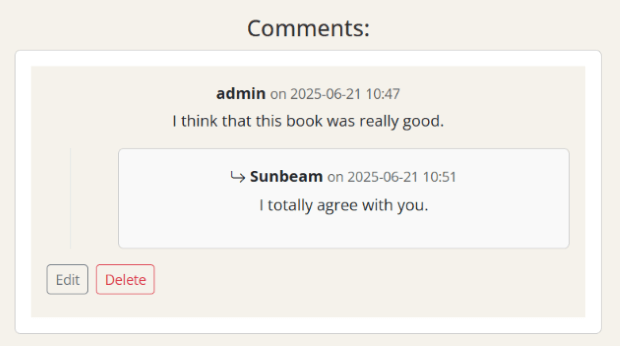 Comments:
admin on 2025-06-21 10:47
I think that this book was really good.
↪ Sunbeam on 2025-06-21 10:51
I totally agree with you.
Edit Delete